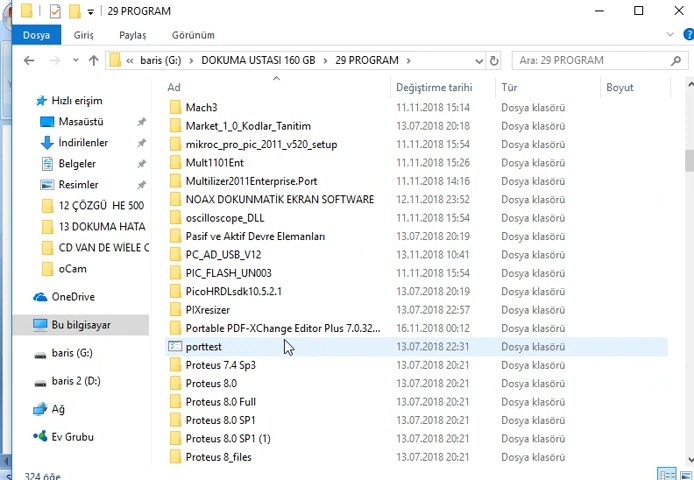 29 PROGRAM
Dosya Giriş Paylaş Görünüm
« baris (G:) > DOKUMA USTASI 160 GB > 29 PROGRAM > Ara: 29 PROGRAM
Ad Değiştirme tarihi Tür Boyut
Hızlı erişim
Masaüstü
İndirilenler
Belgeler
Resimler
12 ÇÖZGÜ HE 500
13 DOKUMA HATA
CD VAN DE WİELE C
oCam
OneDrive
Bu bilgisayar
baris (G:)
baris 2 (D:)
Ağ
Ev Grubu
Mach3 11.11.2018 15:14 Dosya klasörü
Market_1_0_Kodlar_Tanitim 13.07.2018 20:18 Dosya klasörü
mikroc_pro_pic_2011_v520_setup 11.11.2018 15:54 Dosya klasörü
Mult1101Ent 11.11.2018 15:26 Dosya klasörü
Multilizer2011Enterprise.Port 11.11.2018 14:16 Dosya klasörü
NOAX DOKUNMATİK EKRAN SOFTWARE 12.11.2018 23:52 Dosya klasörü
oscilloscope_DLL 11.11.2018 15:54 Dosya klasörü
Pasif ve Aktif Devre Elemanları 13.07.2018 20:19 Dosya klasörü
PC_AD_USB_V12 13.11.2018 10:41 Dosya klasörü
PIC_FLASH_UN003 11.11.2018 15:54 Dosya klasörü
PicoHRDLsdk10.5.2.1 13.07.2018 20:19 Dosya klasörü
PIXresizer 13.07.2018 22:57 Dosya klasörü
Portable PDF-XChange Editor Plus 7.0.32... 16.11.2018 00:12 Dosya klasörü
porttest 13.07.2018 22:31 Dosya klasörü
Proteus 7.4 Sp3 13.07.2018 20:21 Dosya klasörü
Proteus 8.0 13.07.2018 20:21 Dosya klasörü
Proteus 8.0 Full 13.07.2018 20:21 Dosya klasörü
Proteus 8.0 SP1 13.07.2018 20:21 Dosya klasörü
Proteus 8.0 SP1 (1) 13.07.2018 20:21 Dosya klasörü
Proteus 8_files 13.07.2018 20:21 Dosya klasörü
324 öğe